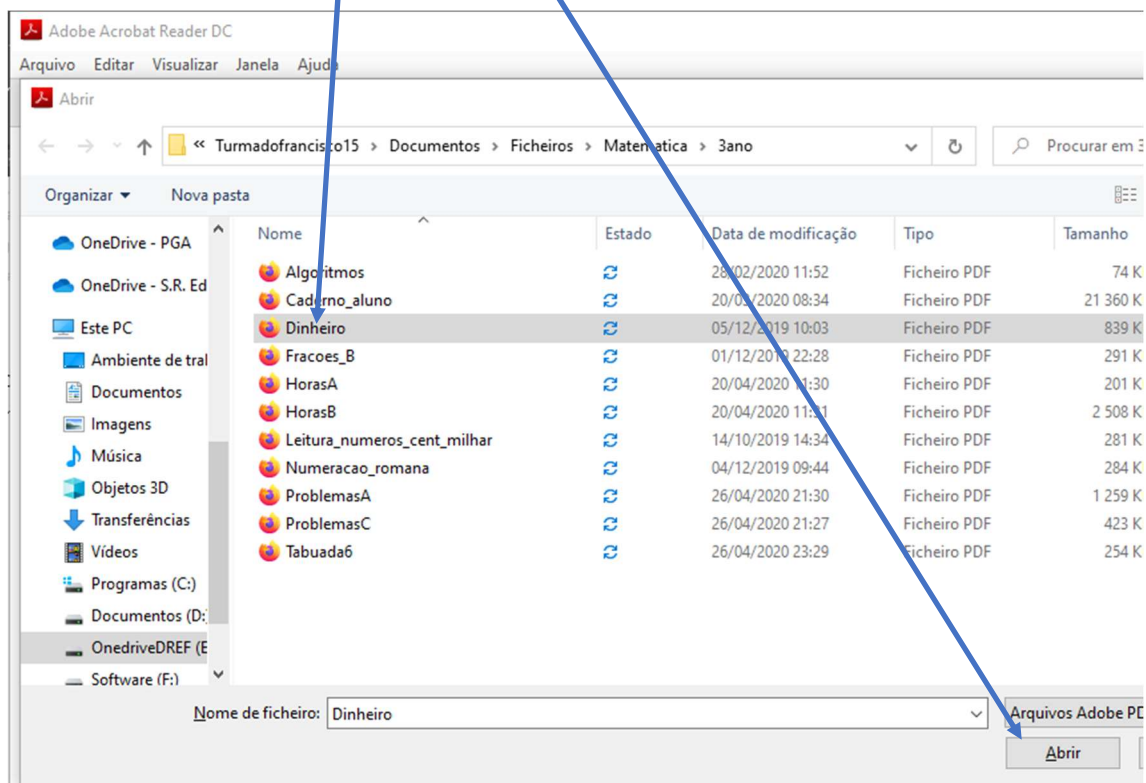 Adobe Acrobat Reader DC
Arquivo Editar Visualizar Janela Ajuda
Abrir
« Turmadofrancisco15 > Documentos > Ficheiros > Matematica > 3ano
Procurar em 3
Organizar Nova pasta
Nome Estado Data de modificação Tipo Tamanho
OneDrive - PGA
OneDrive - S.R. Ed
Este PC
Ambiente de tral
Documentos
Imagens
Música
Objetos 3D
Transferências
Vídeos
Programas (C:)
Documentos (D:
OnedriveDREF (E
Software (F:)
Algoritmos 28/02/2020 11:52 Ficheiro PDF 74 K
Caderno_aluno 20/03/2020 08:34 Ficheiro PDF 21 360 K
Dinheiro 05/12/2019 10:03 Ficheiro PDF 839 K
Fracoes_B 01/12/2019 22:28 Ficheiro PDF 291 K
HorasA 20/04/2020 11:30 Ficheiro PDF 201 K
HorasB 20/04/2020 11:31 Ficheiro PDF 2 508 K
Leitura_numeros_cent_milhar 14/10/2019 14:34 Ficheiro PDF 281 K
Numeracao_romana 04/12/2019 09:44 Ficheiro PDF 284 K
ProblemasA 26/04/2020 21:30 Ficheiro PDF 1 259 K
ProblemasC 26/04/2020 21:27 Ficheiro PDF 423 K
Tabuada6 26/04/2020 23:29 Ficheiro PDF 254 K
Nome de ficheiro: Dinheiro
Arquivos Adobe PD
Abrir